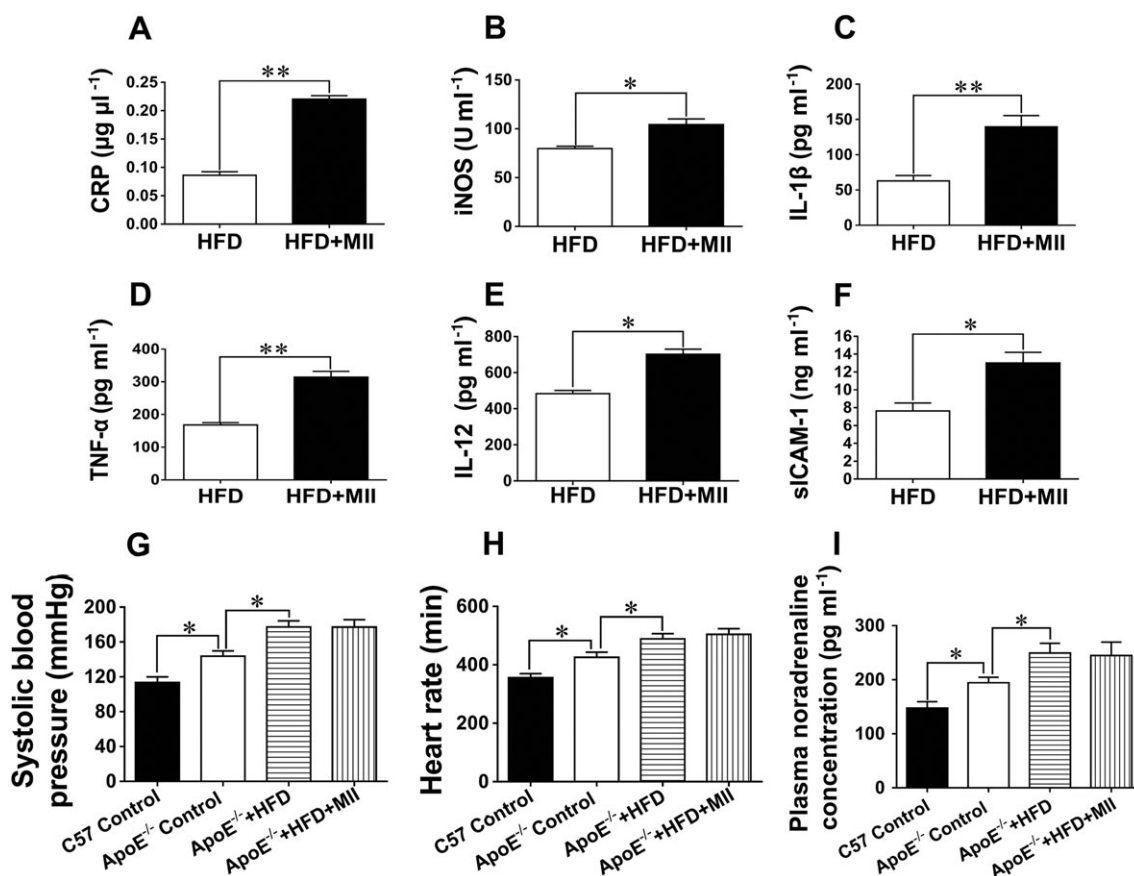 A
CRP (µg µl⁻¹)
0.25
0.20
0.15
0.10
0.05
0.00
**
HFD
HFD+MII
B
iNOS (U ml⁻¹)
150
100
50
0
*
HFD
HFD+MII
C
IL-1β (pg ml⁻¹)
200
150
100
50
0
**
HFD
HFD+MII
D
TNF-α (pg ml⁻¹)
400
300
200
100
0
**
HFD
HFD+MII
E
IL-12 (pg ml⁻¹)
800
600
400
200
0
*
HFD
HFD+MII
F
sICAM-1 (ng ml⁻¹)
16
14
12
10
8
6
4
2
0
*
HFD
HFD+MII
G
Systolic blood
pressure (mmHg)
200
160
120
80
40
0
*
*
C57 Control
ApoE⁻/⁻ Control
ApoE⁻/⁻+HFD
ApoE⁻/⁻+HFD+MII
H
Heart rate (min)
600
400
200
0
*
*
C57 Control
ApoE⁻/⁻ Control
ApoE⁻/⁻+HFD
ApoE⁻/⁻+HFD+MII
I
Plasma noradrenaline
concentration (pg ml⁻¹)
300
200
100
0
*
*
C57 Control
ApoE⁻/⁻ Control
ApoE⁻/⁻+HFD
ApoE⁻/⁻+HFD+MII